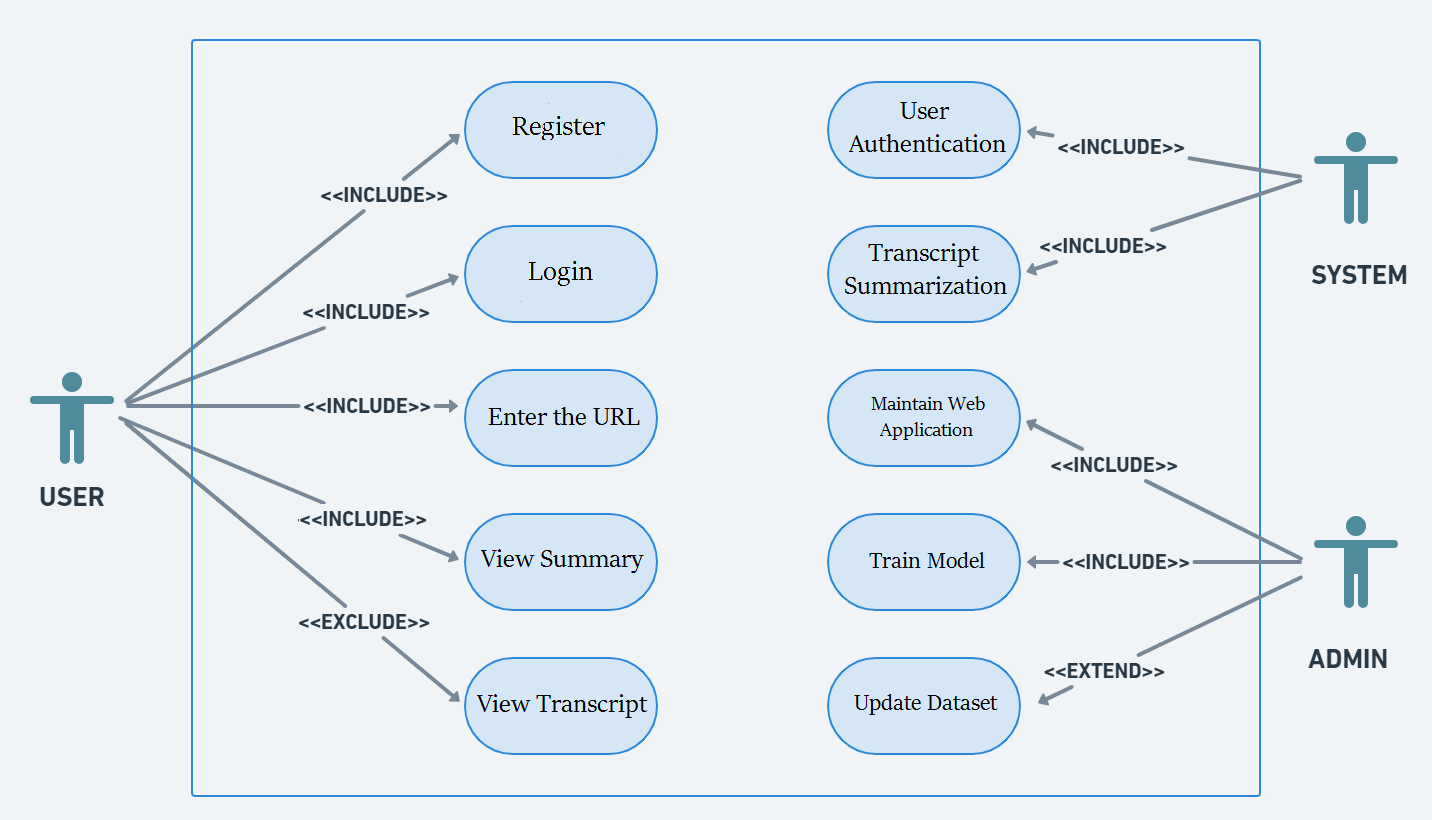 Register
<<INCLUDE>>
Login
<<INCLUDE>>
Enter the URL
<<INCLUDE>>
USER
View Summary
<<INCLUDE>>
View Transcript
<<EXCLUDE>>
User
Authentication
<<INCLUDE>>
Transcript
Summarization
<<INCLUDE>>
SYSTEM
Maintain Web
Application
<<INCLUDE>>
Train Model
<<INCLUDE>>
ADMIN
Update Dataset
<<EXTEND>>